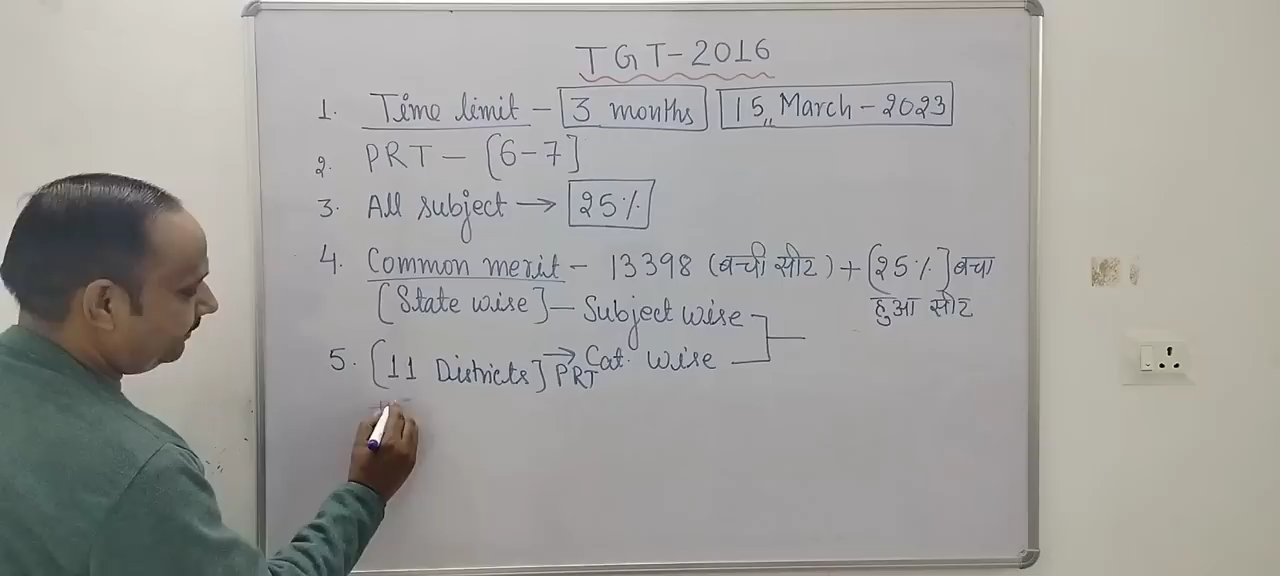 TGT-2016
1. Time limit - 3 months 15 March - 2023
2. PRT - [6-7]
3. All subject → 25%
4. Common merit - 13398 (बची सीट) + [25%] बचा
[State wise] - Subject wise हुआ सीट
Cat. wise
5. [11 Districts] → PRT